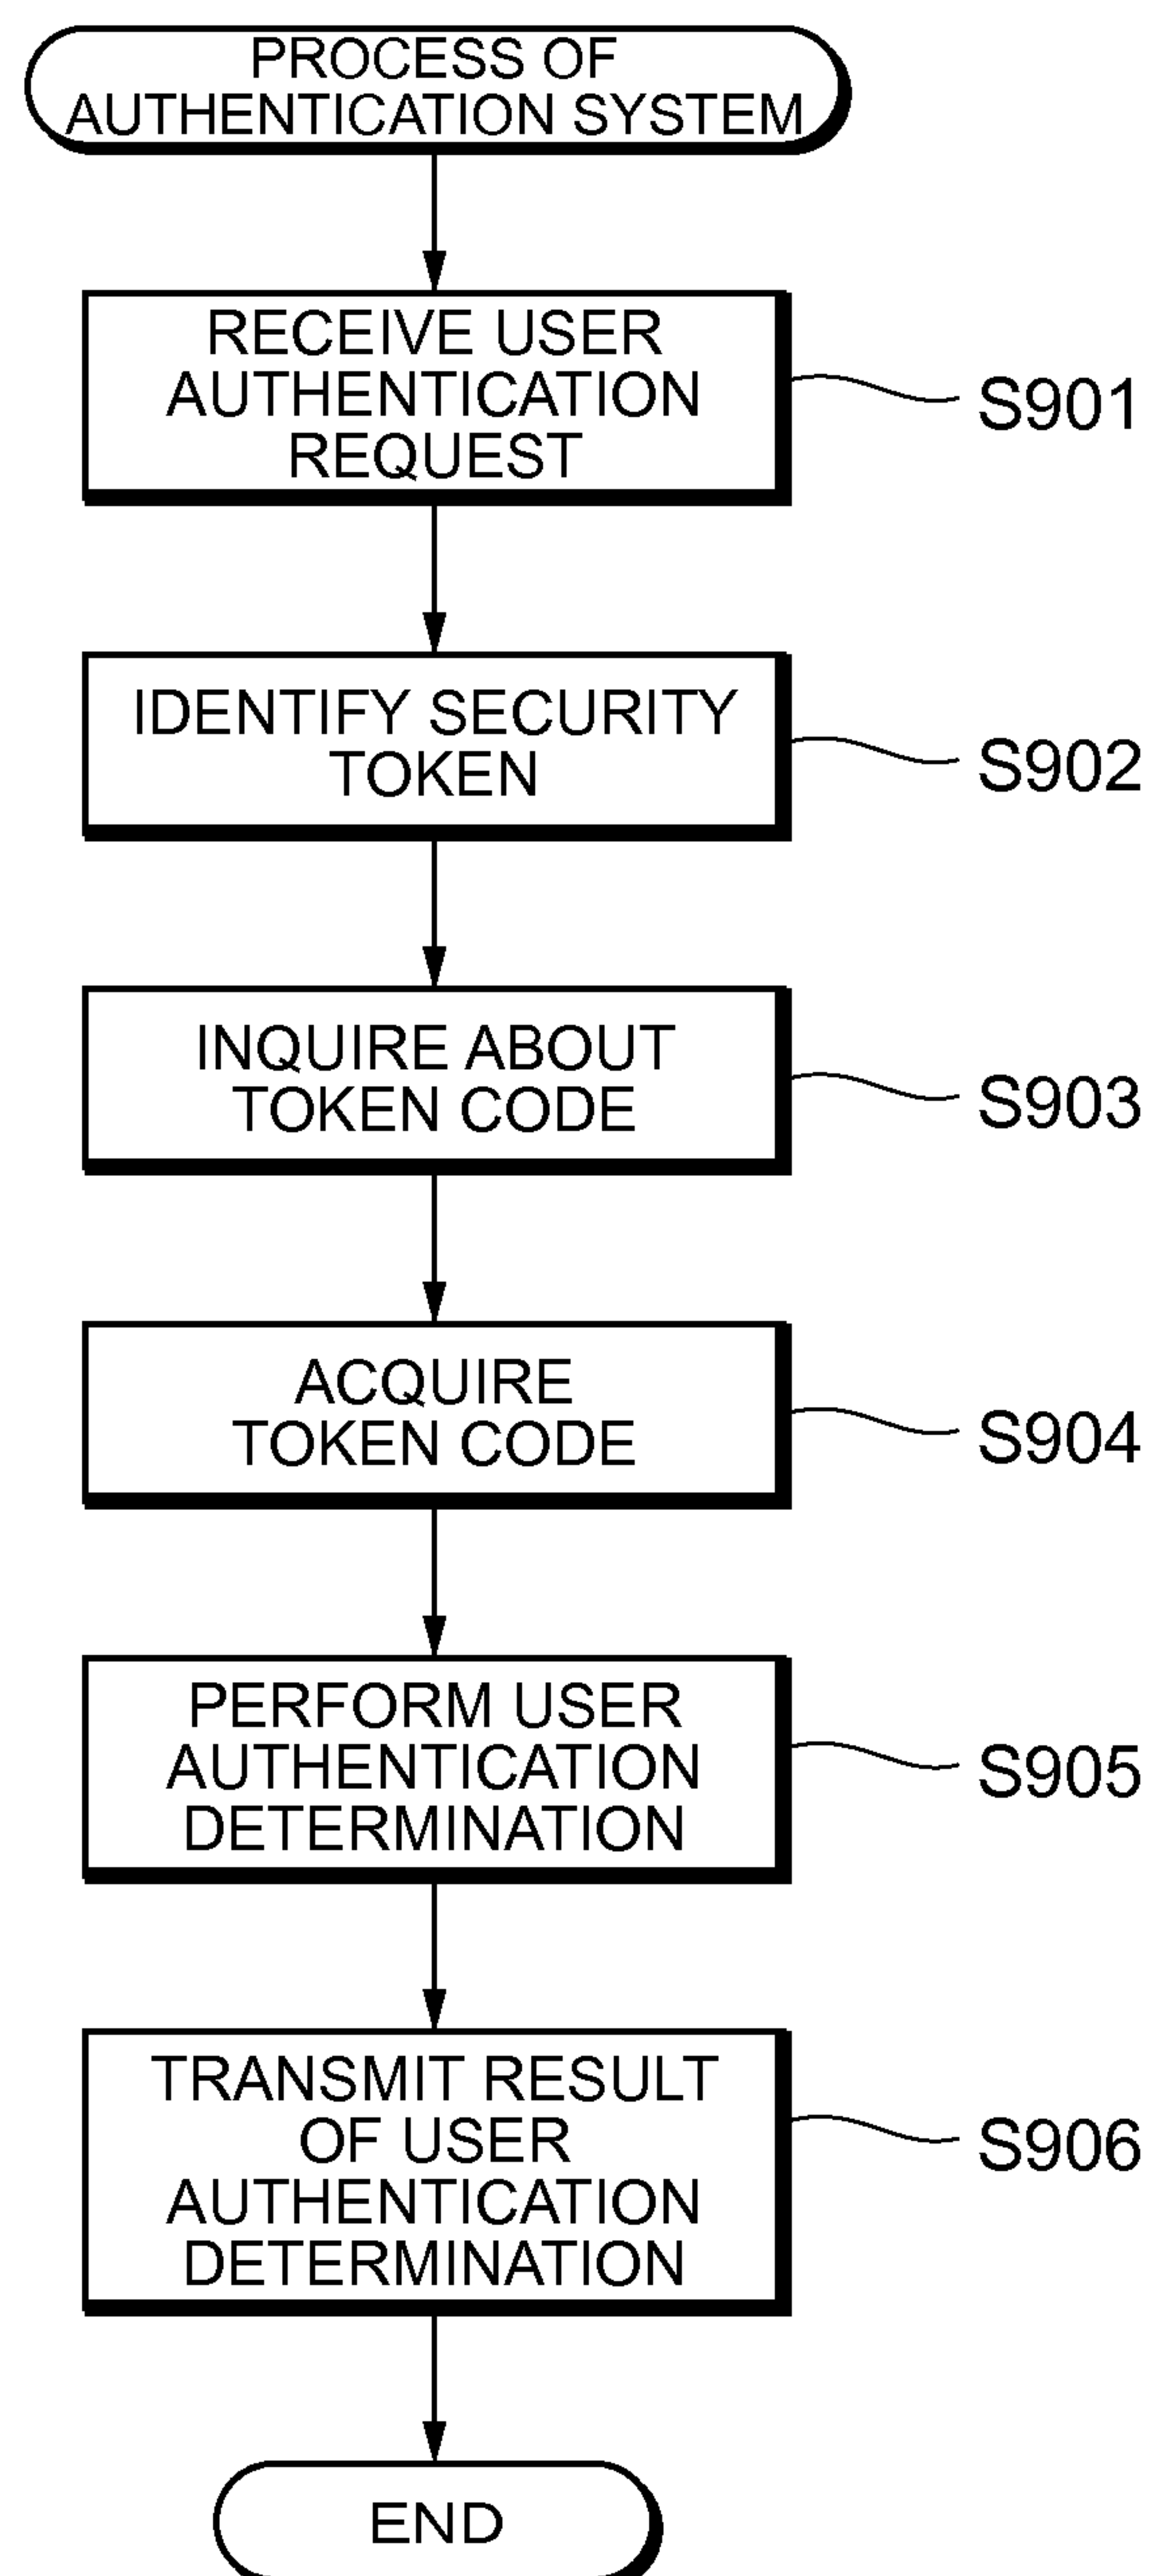 PROCESS OF
AUTHENTICATION SYSTEM
RECEIVE USER
AUTHENTICATION
REQUEST
S901
IDENTIFY SECURITY
TOKEN
S902
INQUIRE ABOUT
TOKEN CODE
S903
ACQUIRE
TOKEN CODE
S904
PERFORM USER
AUTHENTICATION
DETERMINATION
S905
TRANSMIT RESULT
OF USER
AUTHENTICATION
DETERMINATION
S906
END